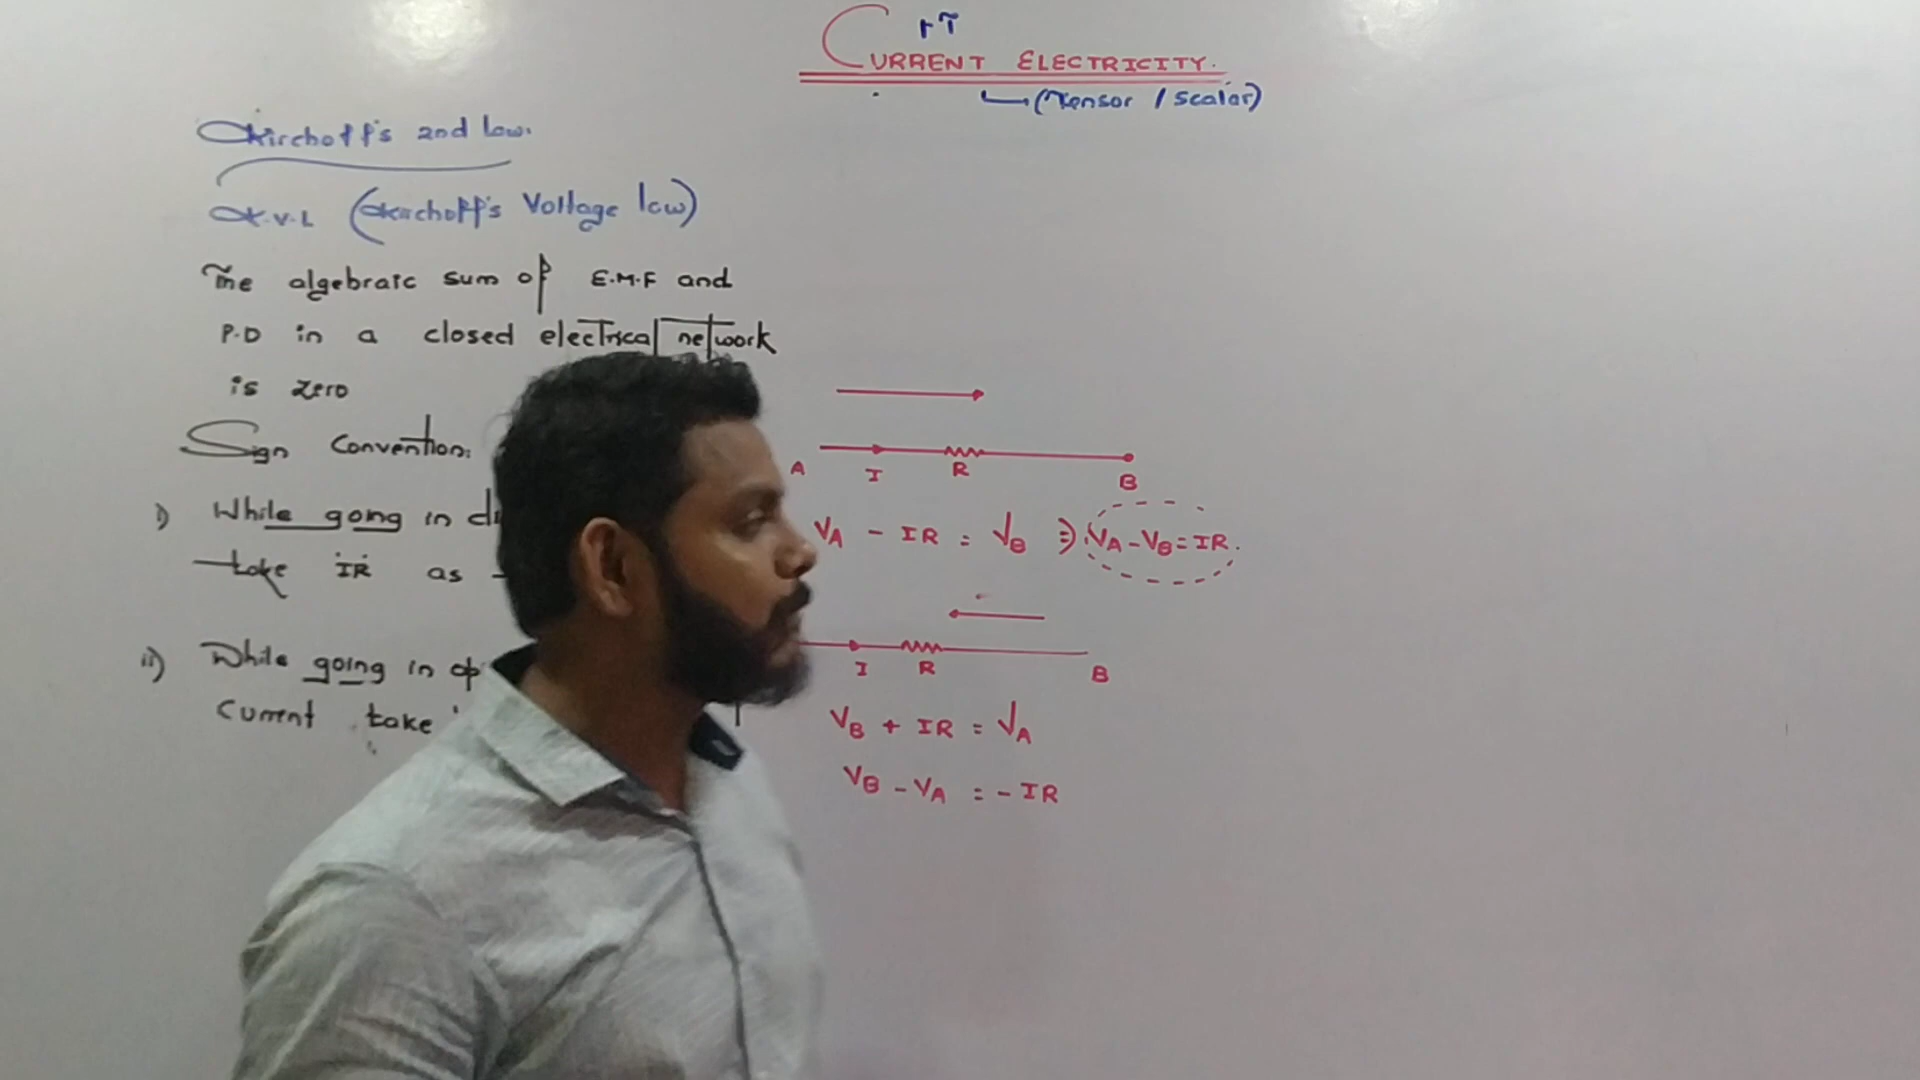 CURRENT ELECTRICITY.
(Tensor / Scalar)
Kirchoff's 2nd law.
K.V.L (Kirchoff's Voltage law)
The algebraic sum of E.M.F and
P.D in a closed electrical network
is zero
Sign Convention:
i) While going in
take IR as -
ii) While going in
Current take
A I R B
VA - IR = VB ⇒ VA - VB = IR.
I R B
VB + IR = VA
VB - VA = - IR